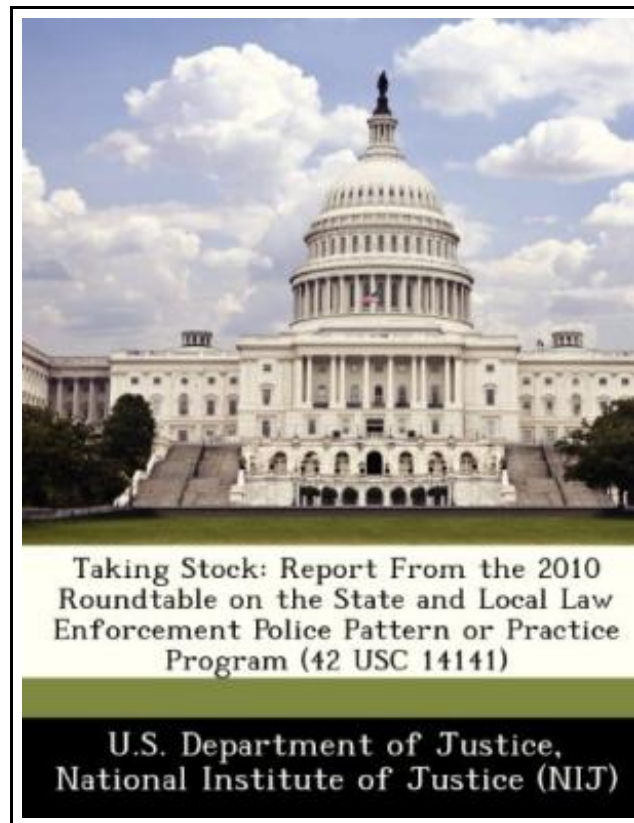 Taking Stock: Report From the 2010
Roundtable on the State and Local Law
Enforcement Police Pattern or Practice
Program (42 USC 14141)
U.S. Department of Justice,
National Institute of Justice (NIJ)